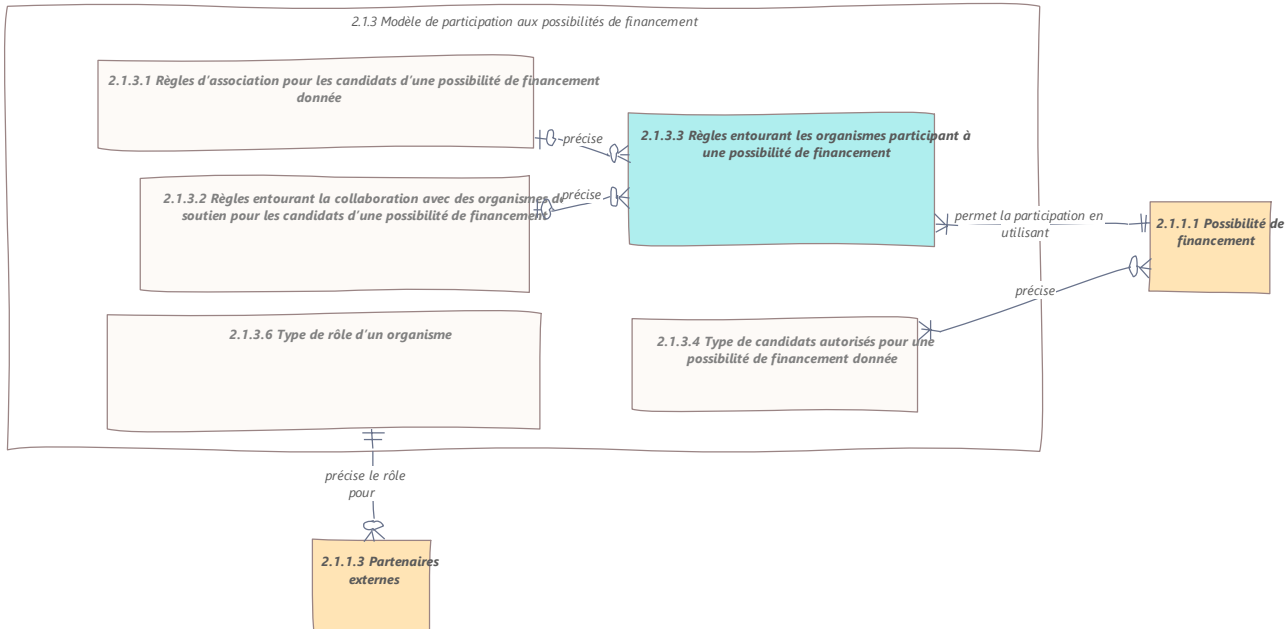 2.1.3 Modèle de participation aux possibilités de financement
2.1.3.1 Règles d'association pour les candidats d'une possibilité de financement
donnée
précise
2.1.3.3 Règles entourant les organismes participant à
une possibilité de financement
2.1.3.2 Règles entourant la collaboration avec des organismes de
soutien pour les candidats d'une possibilité de financement
précise
permet la participation en
utilisant
2.1.1.1 Possibilité de
financement
précise
2.1.3.6 Type de rôle d'un organisme
2.1.3.4 Type de candidats autorisés pour une
possibilité de financement donnée
précise le rôle
pour
2.1.1.3 Partenaires
externes